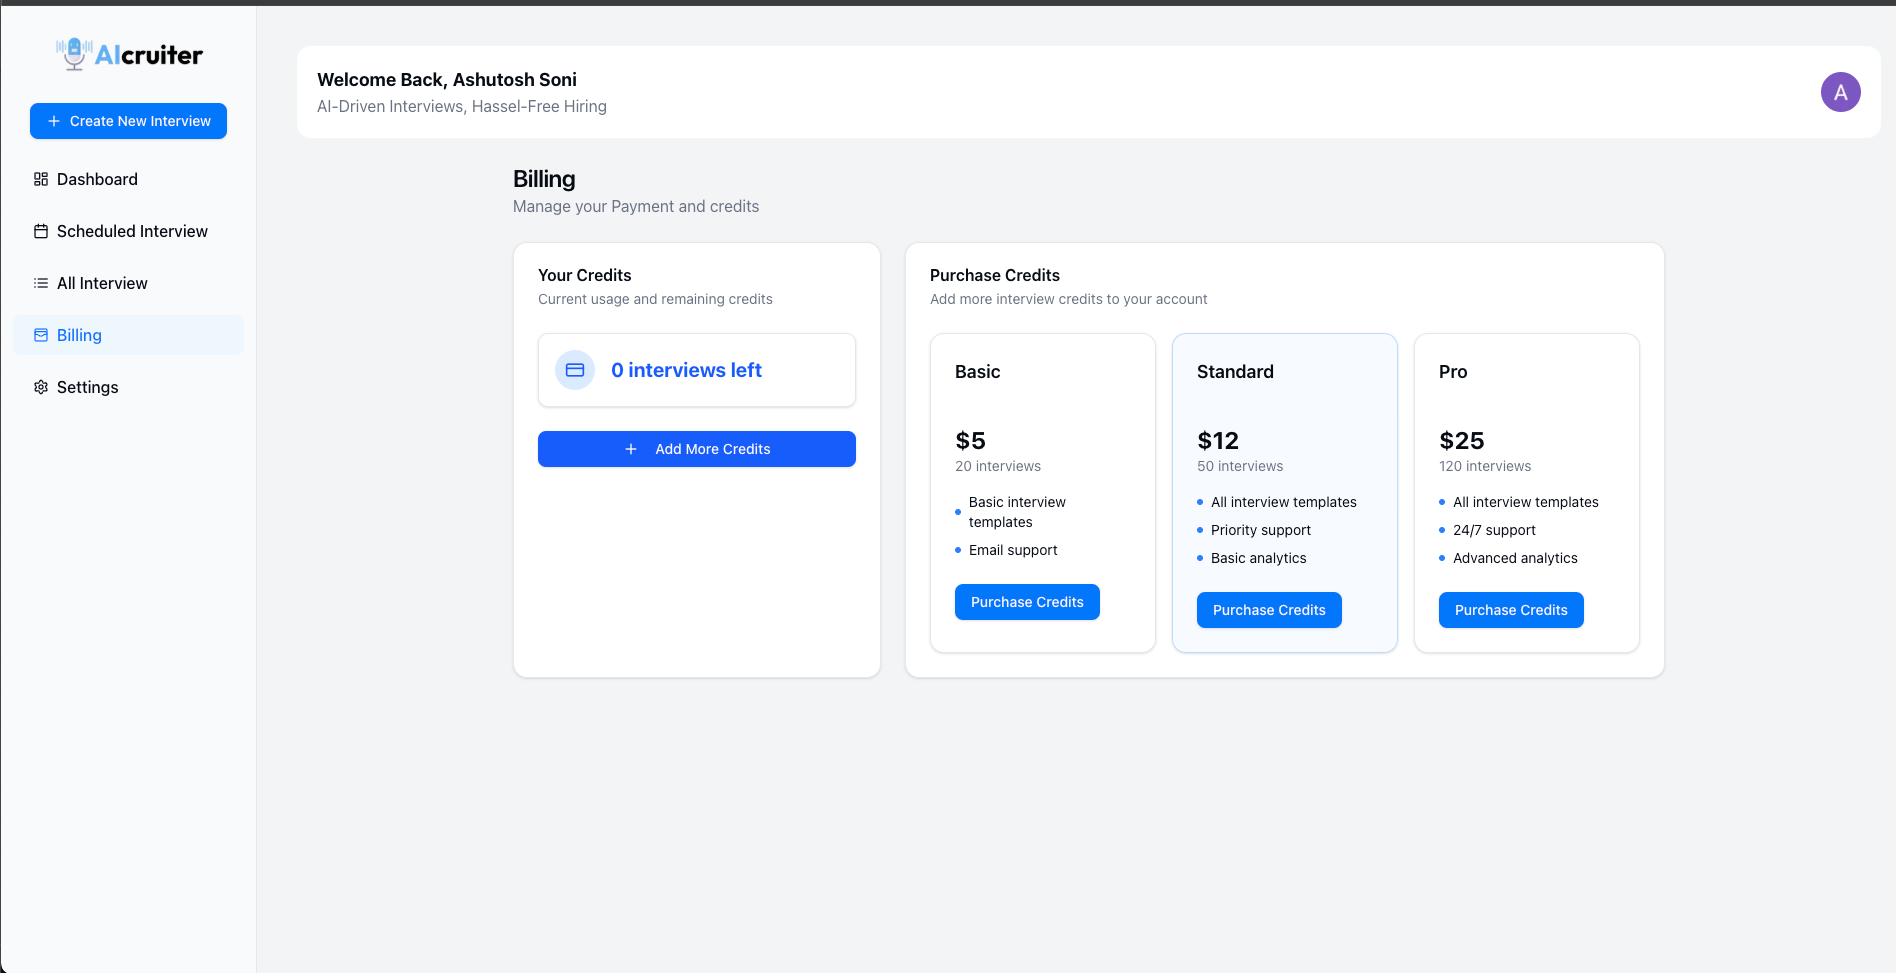 AIcruiter
Create New Interview
Dashboard
Scheduled Interview
All Interview
Billing
Settings
Welcome Back, Ashutosh Soni
AI-Driven Interviews, Hassel-Free Hiring
A
Billing
Manage your Payment and credits
Your Credits
Current usage and remaining credits
0 interviews left
Add More Credits
Purchase Credits
Add more interview credits to your account
Basic
$5
20 interviews
Basic interview
templates
Email support
Purchase Credits
Standard
$12
50 interviews
All interview templates
Priority support
Basic analytics
Purchase Credits
Pro
$25
120 interviews
All interview templates
24/7 support
Advanced analytics
Purchase Credits